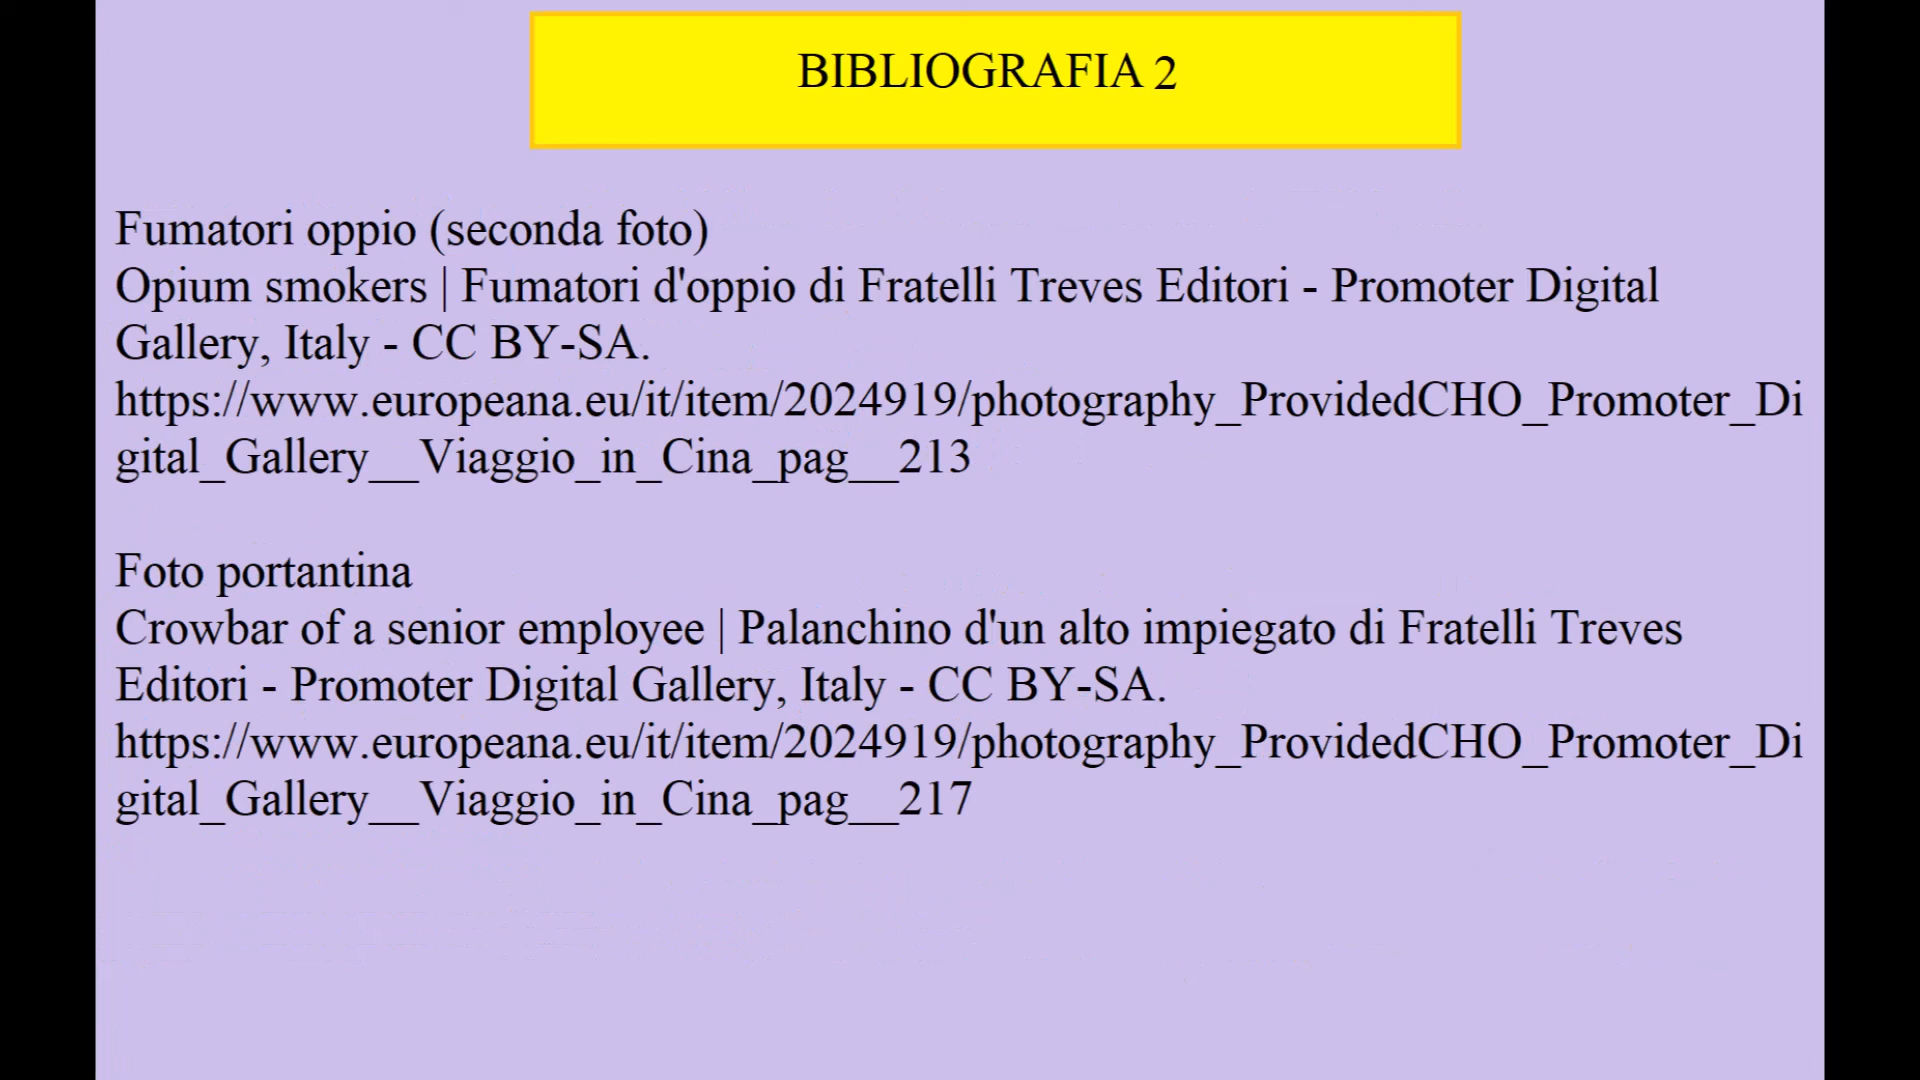 BIBLIOGRAFIA 2
Fumatori oppio (seconda foto)
Opium smokers | Fumatori d'oppio di Fratelli Treves Editori - Promoter Digital
Gallery, Italy - CC BY-SA.
https://www.europeana.eu/it/item/2024919/photography_ProvidedCHO_Promoter_Di
gital_Gallery__Viaggio_in_Cina_pag__213
Foto portantina
Crowbar of a senior employee | Palanchino d'un alto impiegato di Fratelli Treves
Editori - Promoter Digital Gallery, Italy - CC BY-SA.
https://www.europeana.eu/it/item/2024919/photography_ProvidedCHO_Promoter_Di
gital_Gallery__Viaggio_in_Cina_pag__217